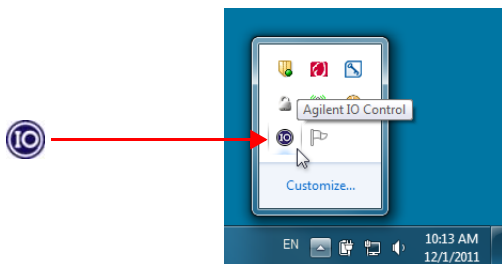 Agilent IO Control
IO
IO
Customize...
EN
10:13 AM
12/1/2011